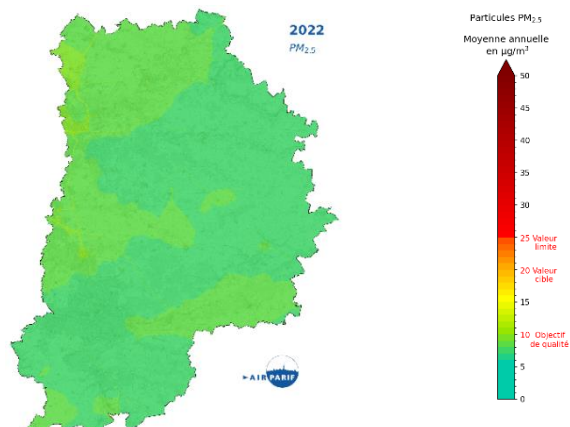 2022
PM2.5
Particules PM2.5
Moyenne annuelle
en µg/m³
50
45
40
35
30
25 Valeur
limite
20 Valeur
cible
15
10 Objectif
de qualité
5
0
AIRPARIF